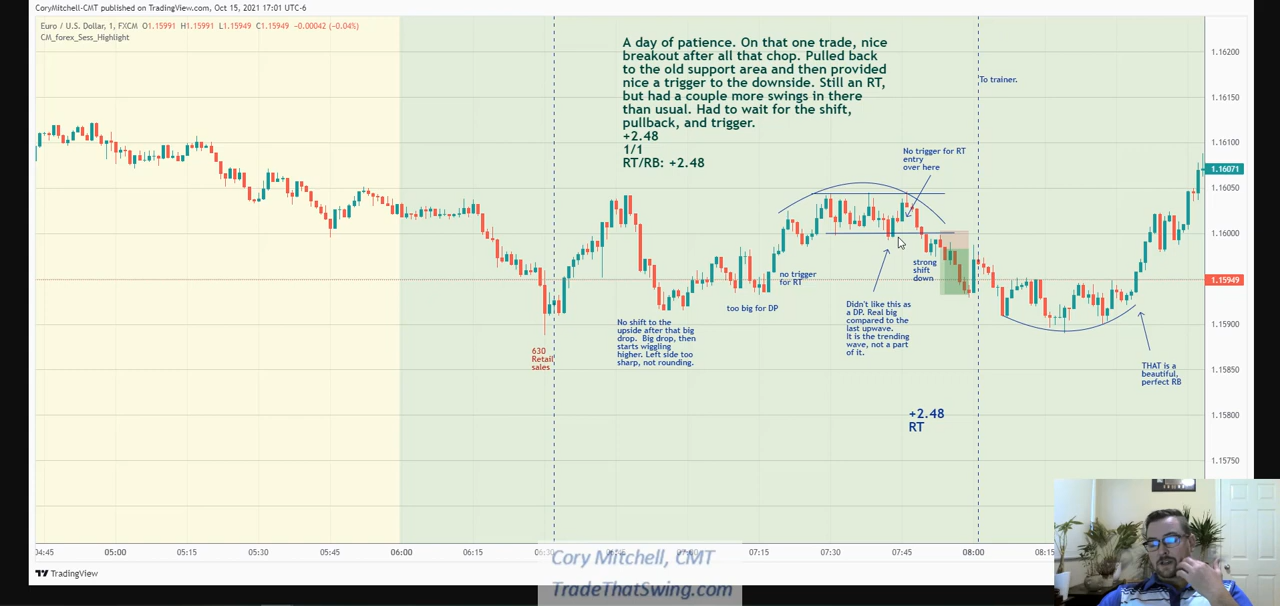 CoryMitchell-CMT published on TradingView.com, Oct 15, 2021 17:01 UTC-6
Euro / U.S. Dollar, 1, FXCM O1.15991 H1.15991 L1.15949 C1.15949 −0.00042 (−0.04%)
CM_forex_Sess_Highlight
A day of patience. On that one trade, nice
breakout after all that chop. Pulled back
to the old support area and then provided
nice a trigger to the downside. Still an RT,
but had a couple more swings in there
than usual. Had to wait for the shift,
pullback, and trigger.
+2.48
1/1
RT/RB: +2.48
To trainer.
No trigger for RT
entry
over here
no trigger
for RT
too big for DP
strong
shift
down
No shift to the
upside after that big
drop. Big drop, then
starts wiggling
higher. Left side too
sharp, not rounding.
Didn't like this as
a DP. Real big
compared to the
last upwave.
It is the trending
wave, not a part
of it.
630
Retail
sales
THAT is a
beautiful,
perfect RB
+2.48
RT
1.16200
1.16150
1.16100
1.16071
1.16050
1.16000
1.15949
1.15900
1.15850
1.15800
1.15750
04:45 05:00 05:15 05:30 05:45 06:00 06:15 06:30 07:15 07:30 07:45 08:00 08:15
TradingView
Cory Mitchell, CMT
TradeThatSwing.com